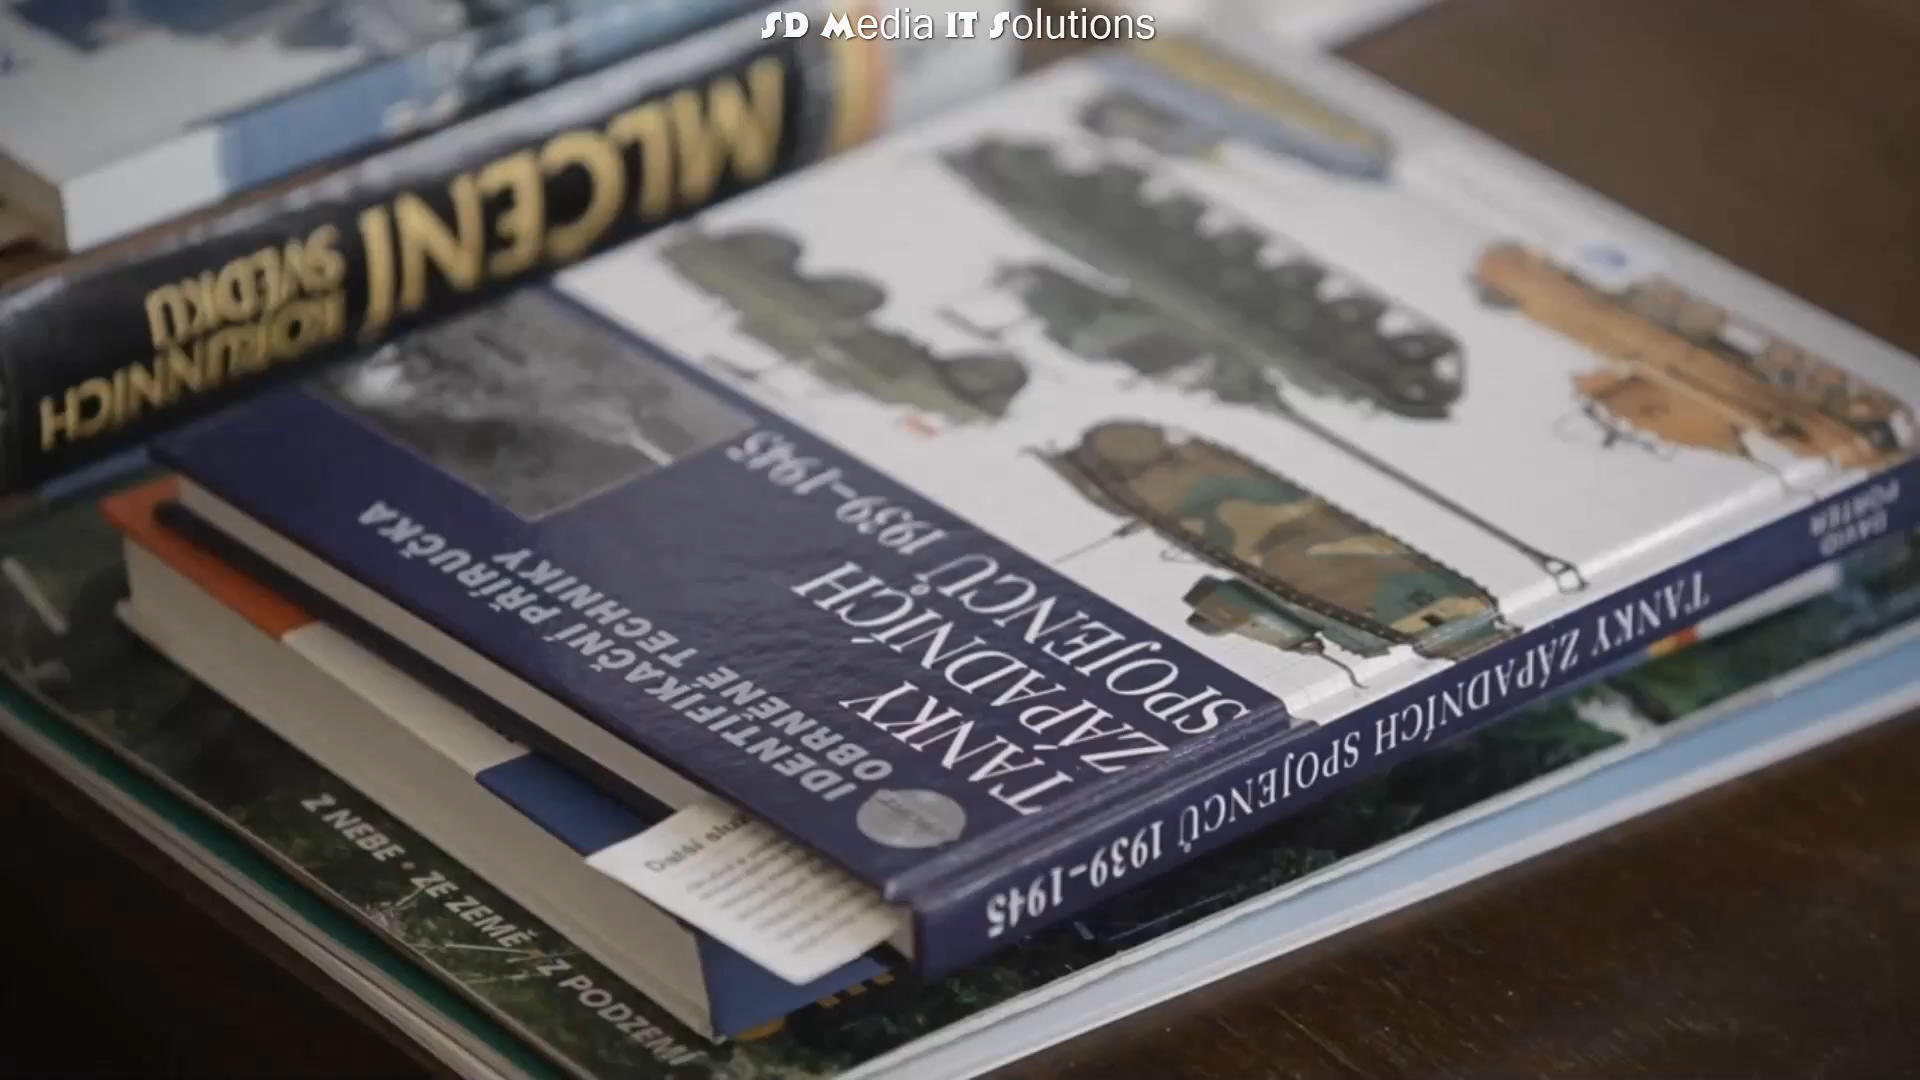 SD Media IT Solutions
MLČENÍ
KORUNNÍCH
SVĚDKŮ
IDENTIFIKAČNÍ PŘÍRUČKA
OBRNĚNÉ TECHNIKY
TANKY
ZÁPADNÍCH
SPOJENCŮ 1939–1945
DAVID
PORTER
TANKY ZÁPADNÍCH SPOJENCŮ 1939–1945
Další
Z NEBE • ZE ZEMĚ • Z PODZEMÍ